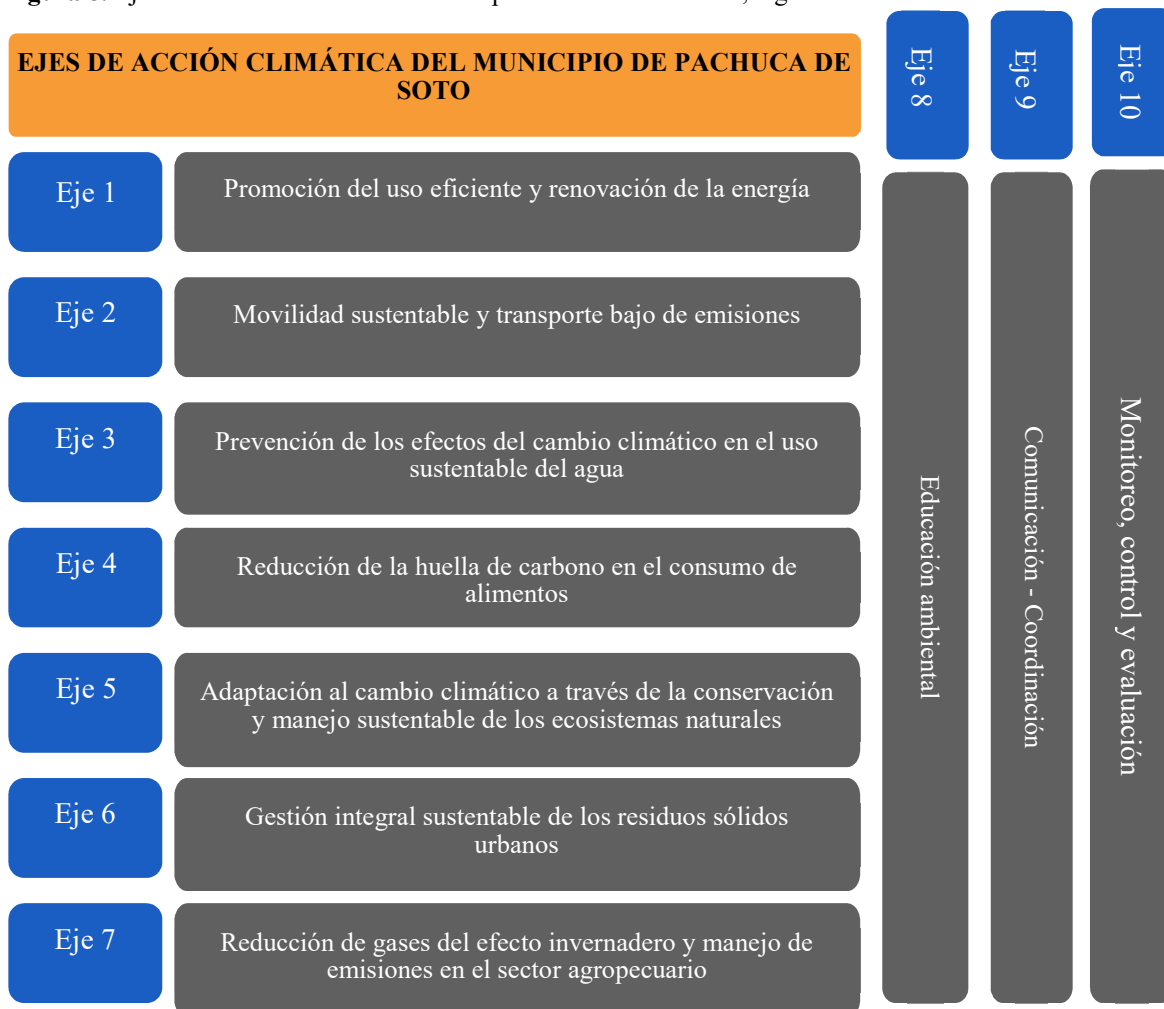 EJES DE ACCIÓN CLIMÁTICA DEL MUNICIPIO DE PACHUCA DE
SOTO
Eje 1
Promoción del uso eficiente y renovación de la energía
Eje 2
Movilidad sustentable y transporte bajo de emisiones
Eje 3
Prevención de los efectos del cambio climático en el uso
sustentable del agua
Eje 4
Reducción de la huella de carbono en el consumo de
alimentos
Eje 5
Adaptación al cambio climático a través de la conservación
y manejo sustentable de los ecosistemas naturales
Eje 6
Gestión integral sustentable de los residuos sólidos
urbanos
Eje 7
Reducción de gases del efecto invernadero y manejo de
emisiones en el sector agropecuario
Eje 8
Educación ambiental
Eje 9
Comunicación - Coordinación
Eje 10
Monitoreo, control y evaluación